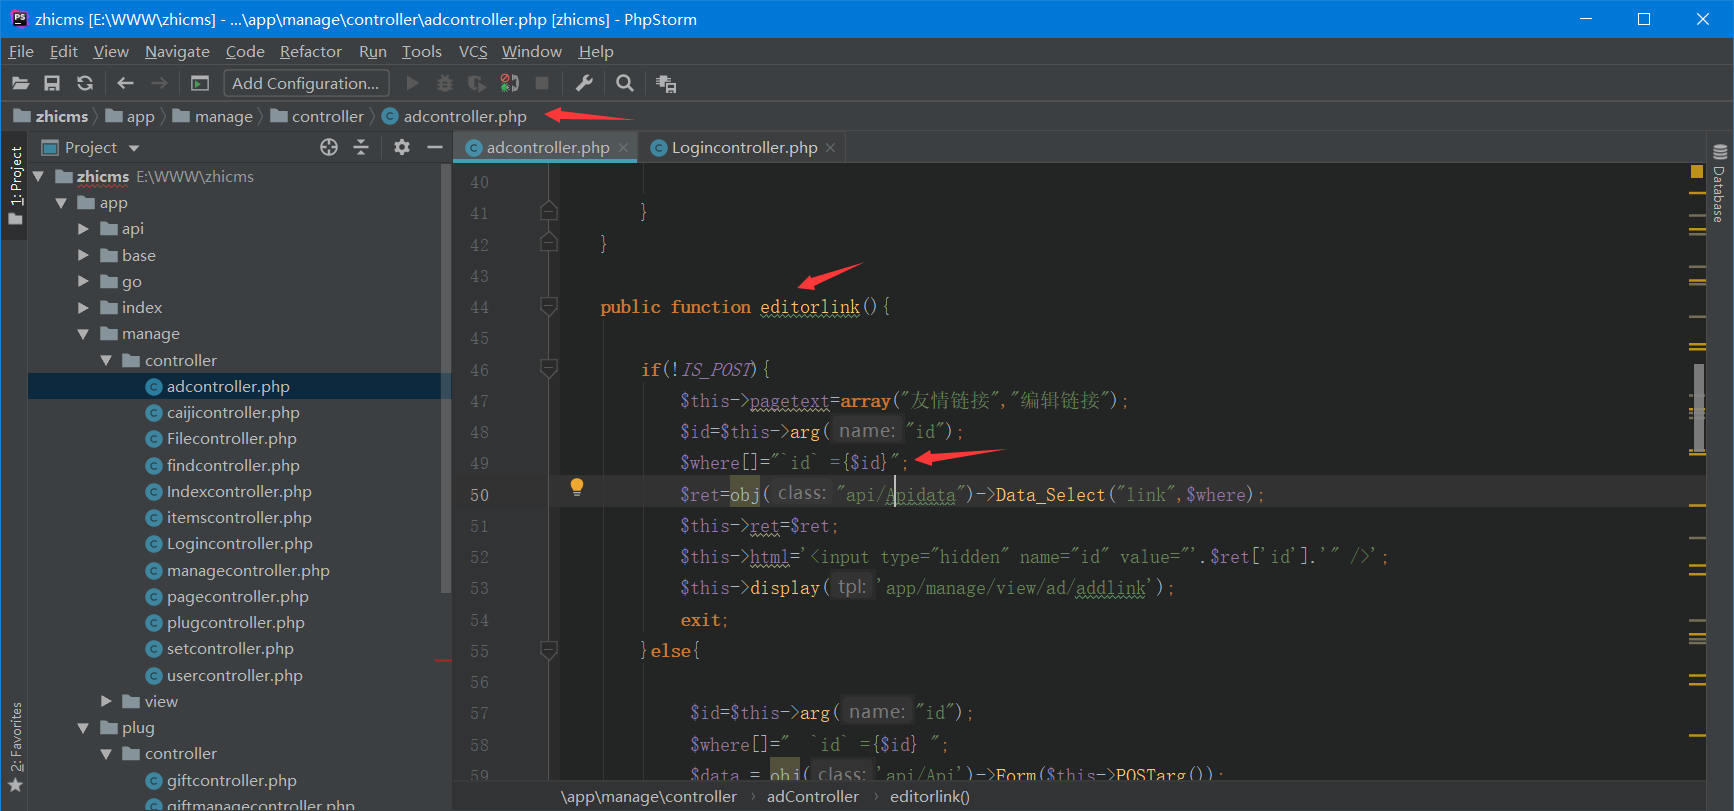 zhicms [E:\WWW\zhicms] - ...\app\manage\controller\adcontroller.php [zhicms] - PhpStorm
File Edit View Navigate Code Refactor Run Tools VCS Window Help
Add Configuration...
zhicms app manage controller adcontroller.php
1: Project
Project
zhicms E:\WWW\zhicms
app
api
base
go
index
manage
controller
adcontroller.php
caijicontroller.php
Filecontroller.php
findcontroller.php
Indexcontroller.php
itemscontroller.php
Logincontroller.php
managecontroller.php
pagecontroller.php
plugcontroller.php
setcontroller.php
usercontroller.php
view
plug
controller
giftcontroller.php
giftmanagecontroller.php
2: Favorites
adcontroller.php Logincontroller.php
40
41 }
42 }
43
44 public function editorlink(){
45
46 if(!IS_POST){
47 $this->pagetext=array("友情链接","编辑链接");
48 $id=$this->arg( name: "id");
49 $where[]="`id` ={$id}";
50 $ret=obj( class: "api/Apidata")->Data_Select("link",$where);
51 $this->ret=$ret;
52 $this->html='<input type="hidden" name="id" value="'.$ret['id'].'" />';
53 $this->display( tpl: 'app/manage/view/ad/addlink');
54 exit;
55 }else{
56
57 $id=$this->arg( name: "id");
58 $where[]=" `id` ={$id} ";
59 $data = obj( class: 'api/Api')->Form($this->POSTarg());
\app\manage\controller › adController › editorlink()
Database